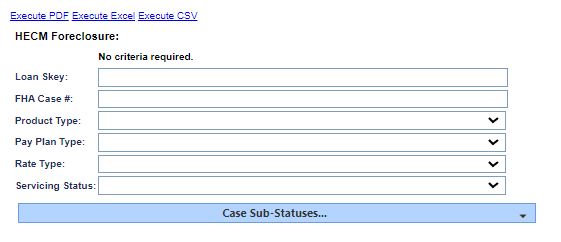 Execute PDF Execute Excel Execute CSV
HECM Foreclosure:
No criteria required.
Loan Skey:
FHA Case #:
Product Type:
Pay Plan Type:
Rate Type:
Servicing Status:
Case Sub-Statuses...